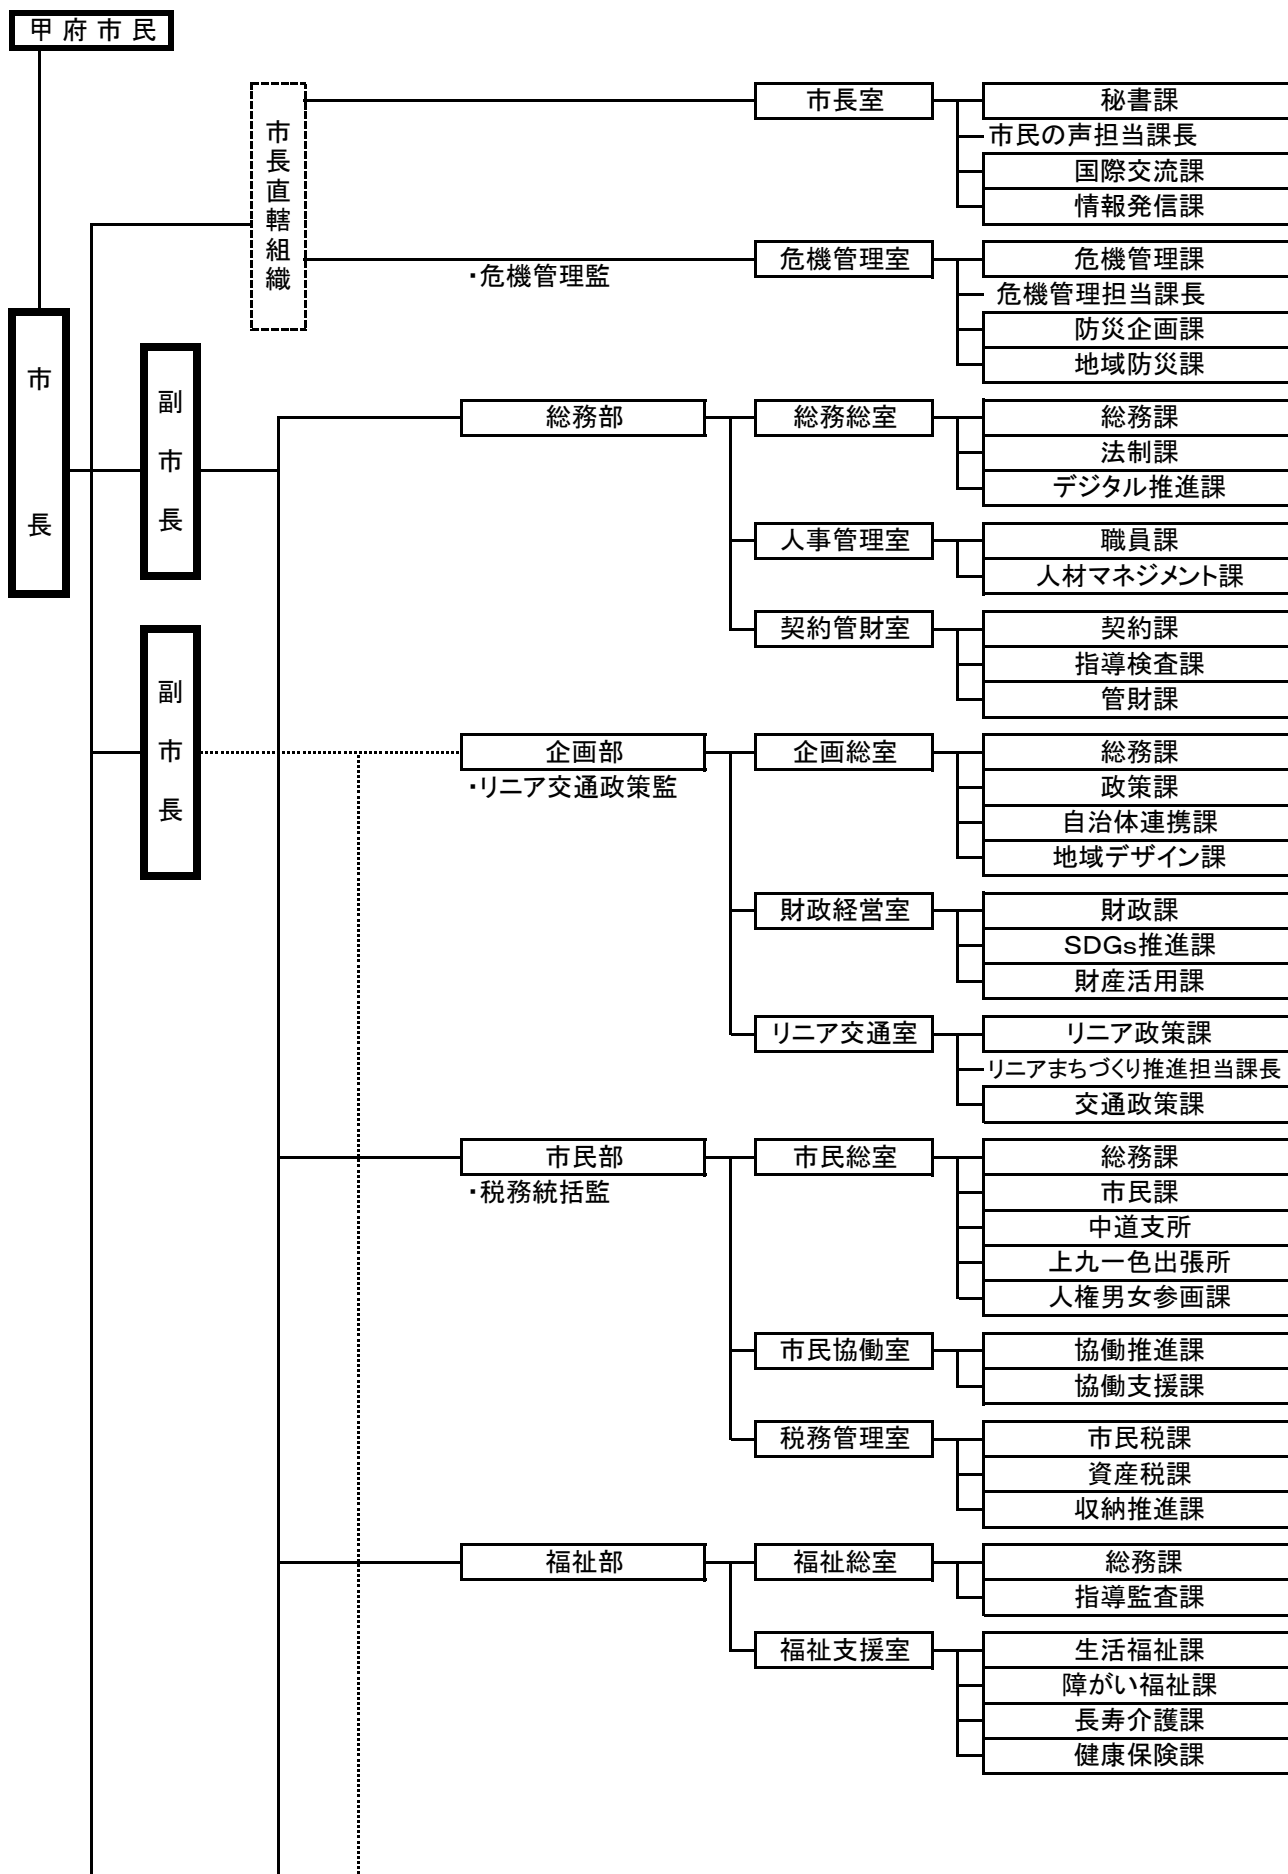 甲府市民
市長
副市長
副市長
市長直轄組織
市長室
秘書課
市民の声担当課長
国際交流課
情報発信課
・危機管理監
危機管理室
危機管理課
危機管理担当課長
防災企画課
地域防災課
総務部
総務総室
総務課
法制課
デジタル推進課
人事管理室
職員課
人材マネジメント課
契約管財室
契約課
指導検査課
管財課
企画部
・リニア交通政策監
企画総室
総務課
政策課
自治体連携課
地域デザイン課
財政経営室
財政課
SDGs推進課
財産活用課
リニア交通室
リニア政策課
リニアまちづくり推進担当課長
交通政策課
市民部
・税務統括監
市民総室
総務課
市民課
中道支所
上九一色出張所
人権男女参画課
市民協働室
協働推進課
協働支援課
税務管理室
市民税課
資産税課
収納推進課
福祉部
福祉総室
総務課
指導監査課
福祉支援室
生活福祉課
障がい福祉課
長寿介護課
健康保険課